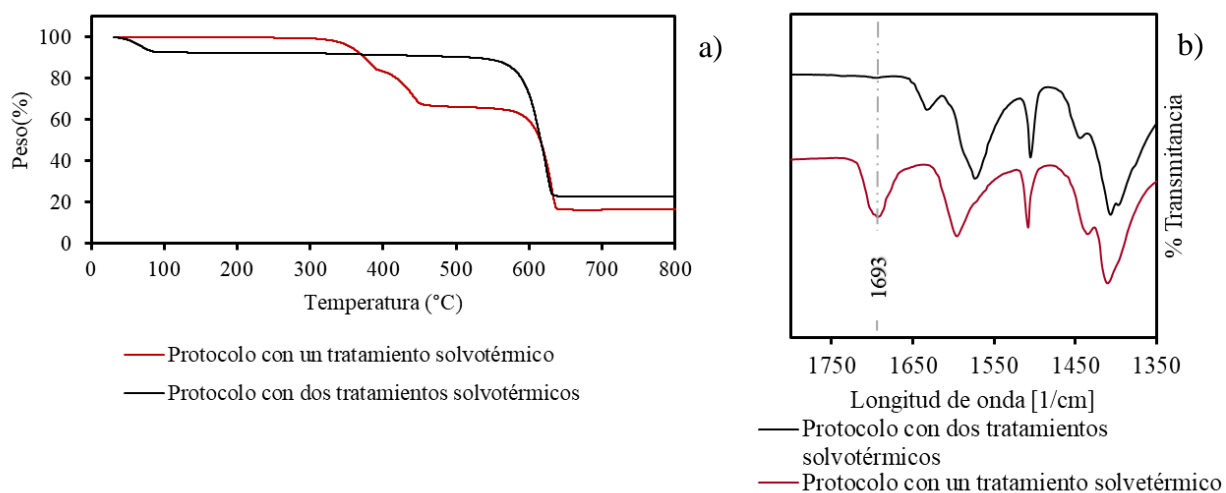 a)
Peso(%)
100
80
60
40
20
0
0 100 200 300 400 500 600 700 800
Temperatura (°C)
Protocolo con un tratamiento solvotérmico
Protocolo con dos tratamientos solvotérmicos
b)
% Transmitancia
1693
1750 1650 1550 1450 1350
Longitud de onda [1/cm]
Protocolo con dos tratamientos
solvotérmicos
Protocolo con un tratamiento solvetérmico